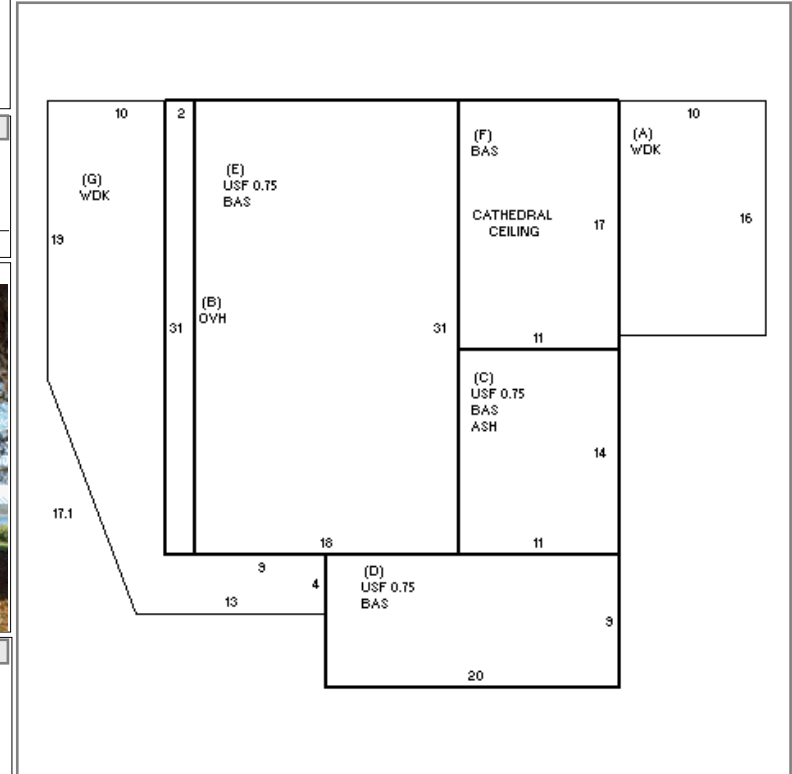 10
2
10
(G)
WDK
(E)
USF 0.75
BAS
(F)
BAS
(A)
WDK
CATHEDRAL
CEILING
17
16
19
(B)
OVH
31
31
11
(C)
USF 0.75
BAS
ASH
14
17.1
18
11
9
4
13
(D)
USF 0.75
BAS
9
20